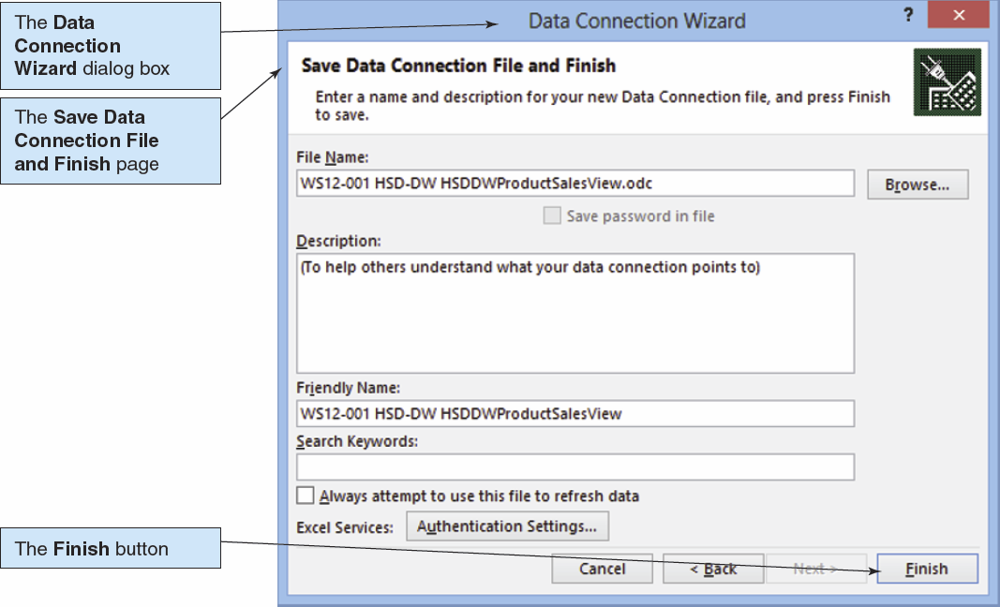 The Data
Connection
Wizard dialog box
The Save Data
Connection File
and Finish page
The Finish button
Data Connection Wizard
?
Save Data Connection File and Finish
Enter a name and description for your new Data Connection file, and press Finish
to save.
File Name:
WS12-001 HSD-DW HSDDWProductSalesView.odc
Browse...
Save password in file
Description:
(To help others understand what your data connection points to)
Friendly Name:
WS12-001 HSD-DW HSDDWProductSalesView
Search Keywords:
Always attempt to use this file to refresh data
Excel Services:
Authentication Settings...
Cancel
< Back
Next >
Finish